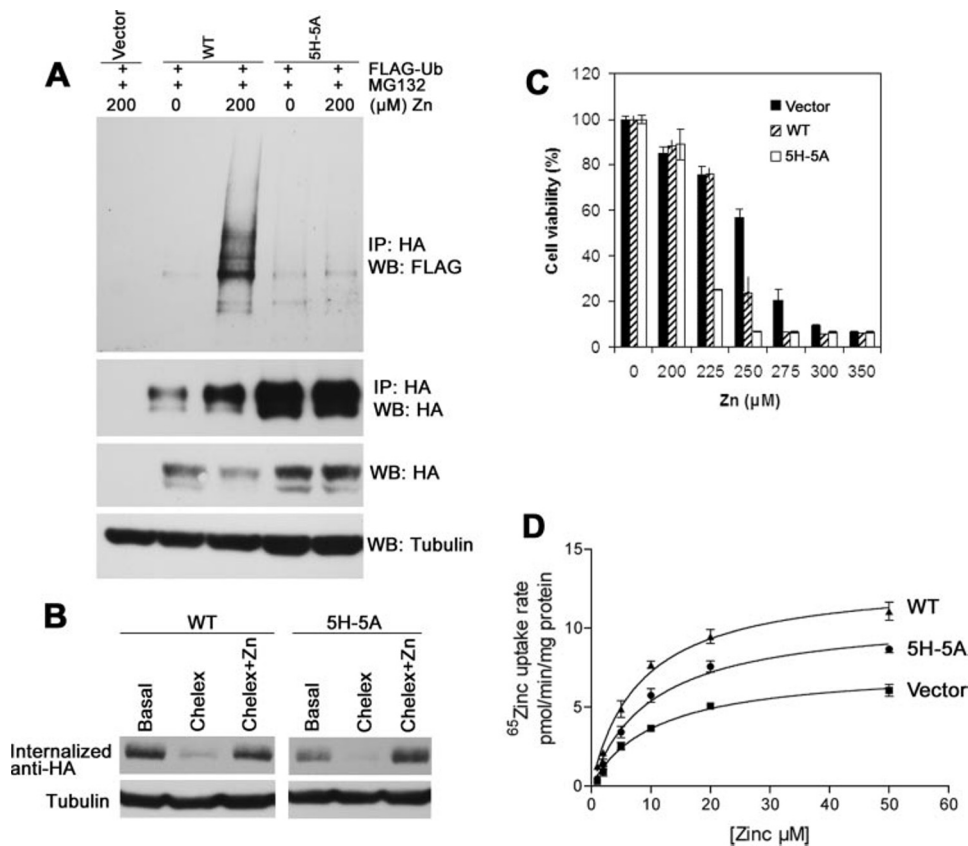 A
Vector
WT
5H-5A
+ + + + + FLAG-Ub
+ + + + + MG132
200 0 200 0 200 (µM) Zn
IP: HA
WB: FLAG
IP: HA
WB: HA
WB: HA
WB: Tubulin
B
WT 5H-5A
Basal Chelex Chelex+Zn Basal Chelex Chelex+Zn
Internalized
anti-HA
Tubulin
C
120
100
80
60
40
20
0
Cell viability (%)
Vector
WT
5H-5A
0 200 225 250 275 300 350
Zn (µM)
D
15
10
5
0
65Zinc uptake rate
pmol/min/mg protein
WT
5H-5A
Vector
0 10 20 30 40 50 60
[Zinc µM]